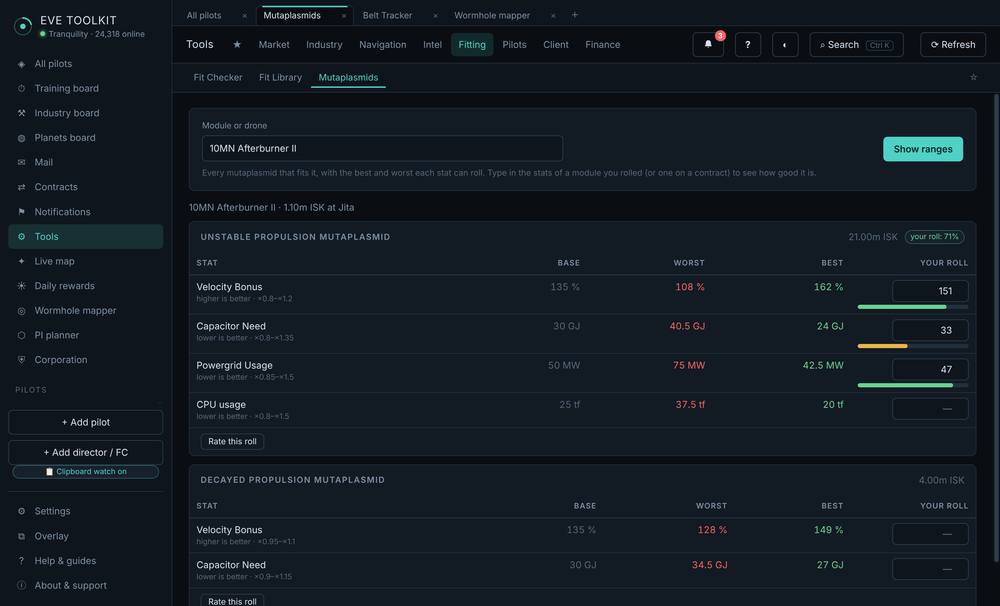 EVE TOOLKIT
Tranquility · 24,318 online
All pilots
Training board
Industry board
Planets board
Mail
Contracts
Notifications
Tools
Live map
Daily rewards
Wormhole mapper
PI planner
Corporation
PILOTS
+ Add pilot
+ Add director / FC
Clipboard watch on
Settings
Overlay
? Help & guides
About & support
All pilots ×
Mutaplasmids ×
Belt Tracker ×
Wormhole mapper ×
+
Tools
Market
Industry
Navigation
Intel
Fitting
Pilots
Client
Finance
3
?
Search Ctrl K
Refresh
Fit Checker
Fit Library
Mutaplasmids
Module or drone
10MN Afterburner II
Show ranges
Every mutaplasmid that fits it, with the best and worst each stat can roll. Type in the stats of a module you rolled (or one on a contract) to see how good it is.
10MN Afterburner II · 1.10m ISK at Jita
UNSTABLE PROPULSION MUTAPLASMID 21.00m ISK your roll: 71%
STAT BASE WORST BEST YOUR ROLL
Velocity Bonus 135 % 108 % 162 % 151
higher is better · ×0.8–×1.2
Capacitor Need 30 GJ 40.5 GJ 24 GJ 33
lower is better · ×0.8–×1.35
Powergrid Usage 50 MW 75 MW 42.5 MW 47
lower is better · ×0.85–×1.5
CPU usage 25 tf 37.5 tf 20 tf —
lower is better · ×0.8–×1.5
Rate this roll
DECAYED PROPULSION MUTAPLASMID 4.00m ISK
STAT BASE WORST BEST YOUR ROLL
Velocity Bonus 135 % 128 % 149 % —
higher is better · ×0.95–×1.1
Capacitor Need 30 GJ 34.5 GJ 27 GJ —
lower is better · ×0.9–×1.15
Rate this roll